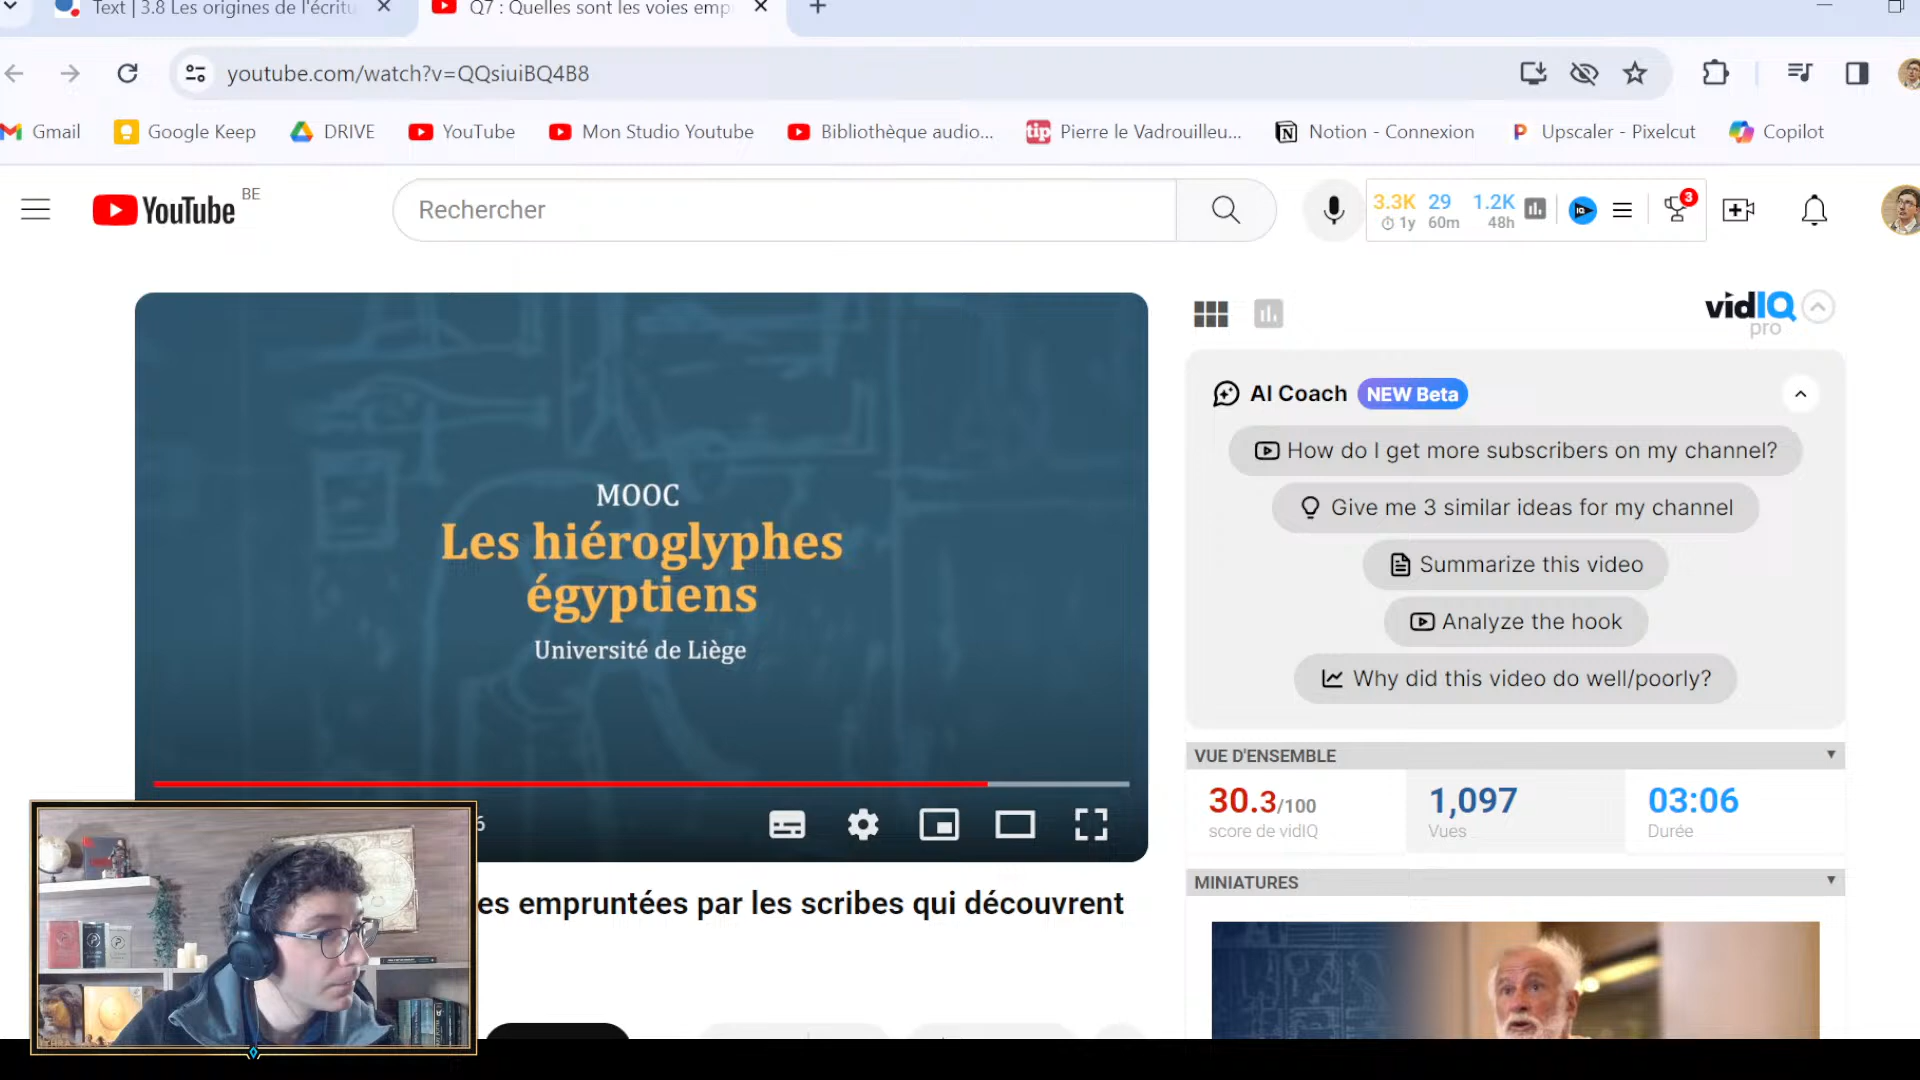 Text | 3.8 Les origines de l'écritu
Q7 : Quelles sont les voies emp
youtube.com/watch?v=QQsiuiBQ4B8
Gmail
Google Keep
DRIVE
YouTube
Mon Studio Youtube
Bibliothèque audio...
tip
Pierre le Vadrouilleu...
Notion - Connexion
Upscaler - Pixelcut
Copilot
YouTube BE
Rechercher
3.3K 29 1.2K
1y 60m 48h
3
vidIQ
pro
AI Coach NEW Beta
How do I get more subscribers on my channel?
Give me 3 similar ideas for my channel
Summarize this video
Analyze the hook
Why did this video do well/poorly?
MOOC
Les hiéroglyphes
égyptiens
Université de Liège
6
es empruntées par les scribes qui découvrent
VUE D'ENSEMBLE
30.3/100
score de vidIQ
1,097
Vues
03:06
Durée
MINIATURES